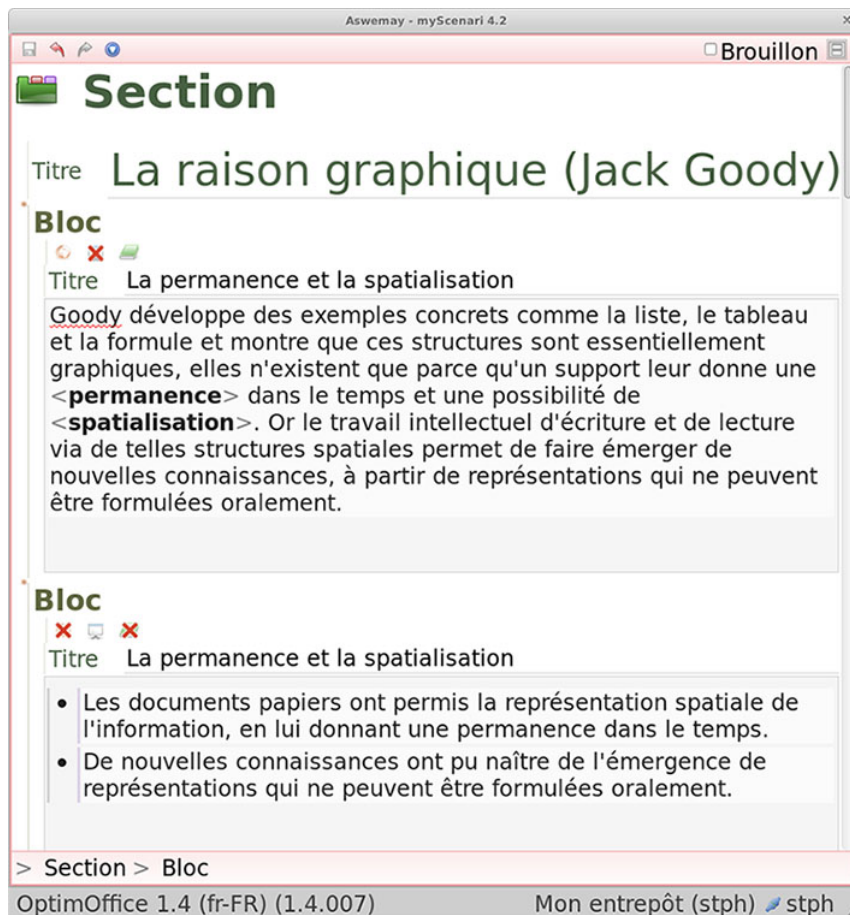 Aswemay - myScenari 4.2
Brouillon
Section
Titre La raison graphique (Jack Goody)
Bloc
Titre La permanence et la spatialisation
Goody développe des exemples concrets comme la liste, le tableau
et la formule et montre que ces structures sont essentiellement
graphiques, elles n'existent que parce qu'un support leur donne une
<permanence> dans le temps et une possibilité de
<spatialisation>. Or le travail intellectuel d'écriture et de lecture
via de telles structures spatiales permet de faire émerger de
nouvelles connaissances, à partir de représentations qui ne peuvent
être formulées oralement.
Bloc
Titre La permanence et la spatialisation
• Les documents papiers ont permis la représentation spatiale de
l'information, en lui donnant une permanence dans le temps.
• De nouvelles connaissances ont pu naître de l'émergence de
représentations qui ne peuvent être formulées oralement.
> Section > Bloc
OptimOffice 1.4 (fr-FR) (1.4.007) Mon entrepôt (stph) stph